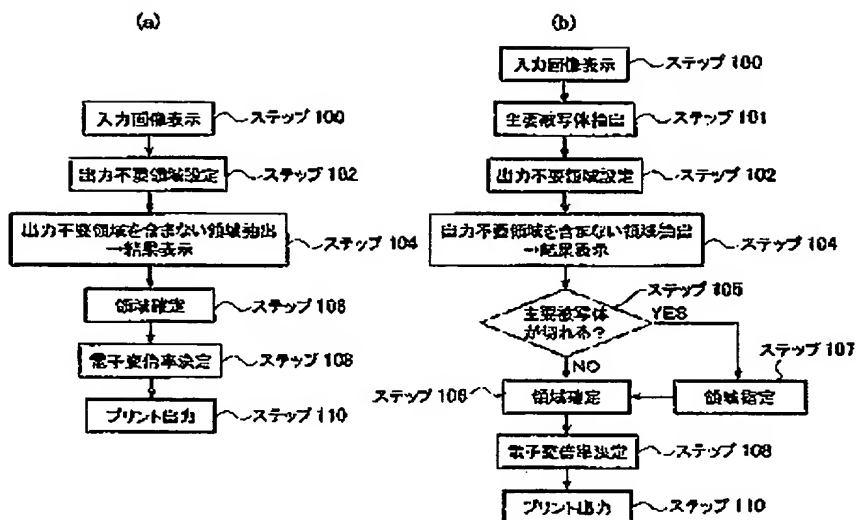 (a)
入力画像表示
ステップ 100
出力不要領域設定
ステップ 102
出力不要領域を含まない領域抽出
→結果表示
ステップ 104
領域確定
ステップ 106
電子変倍率決定
ステップ 108
プリント出力
ステップ 110
(b)
入力画像表示
ステップ 100
主要被写体抽出
ステップ 101
出力不要領域設定
ステップ 102
出力不要領域を含まない領域抽出
→結果表示
ステップ 104
主要被写体
が切れる?
ステップ 105
YES
NO
ステップ 107
領域指定
ステップ 106
領域確定
電子変倍率決定
ステップ 108
プリント出力
ステップ 110